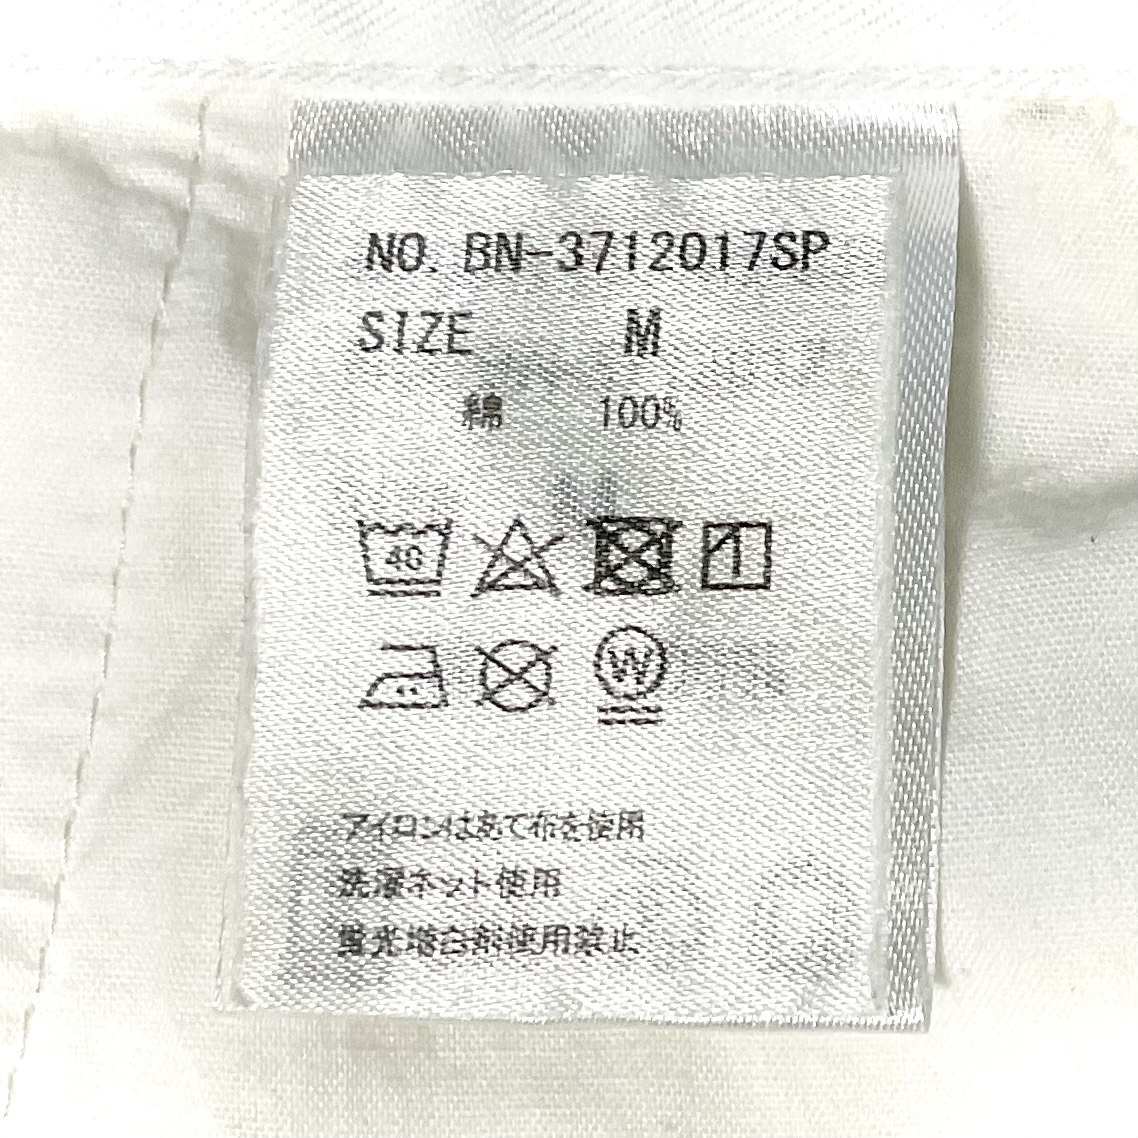 NO. BN-3712017SP
SIZE M
綿 100%
40
W
アイロンはあて布を使用
洗濯ネット使用
蛍光増白剤使用禁止